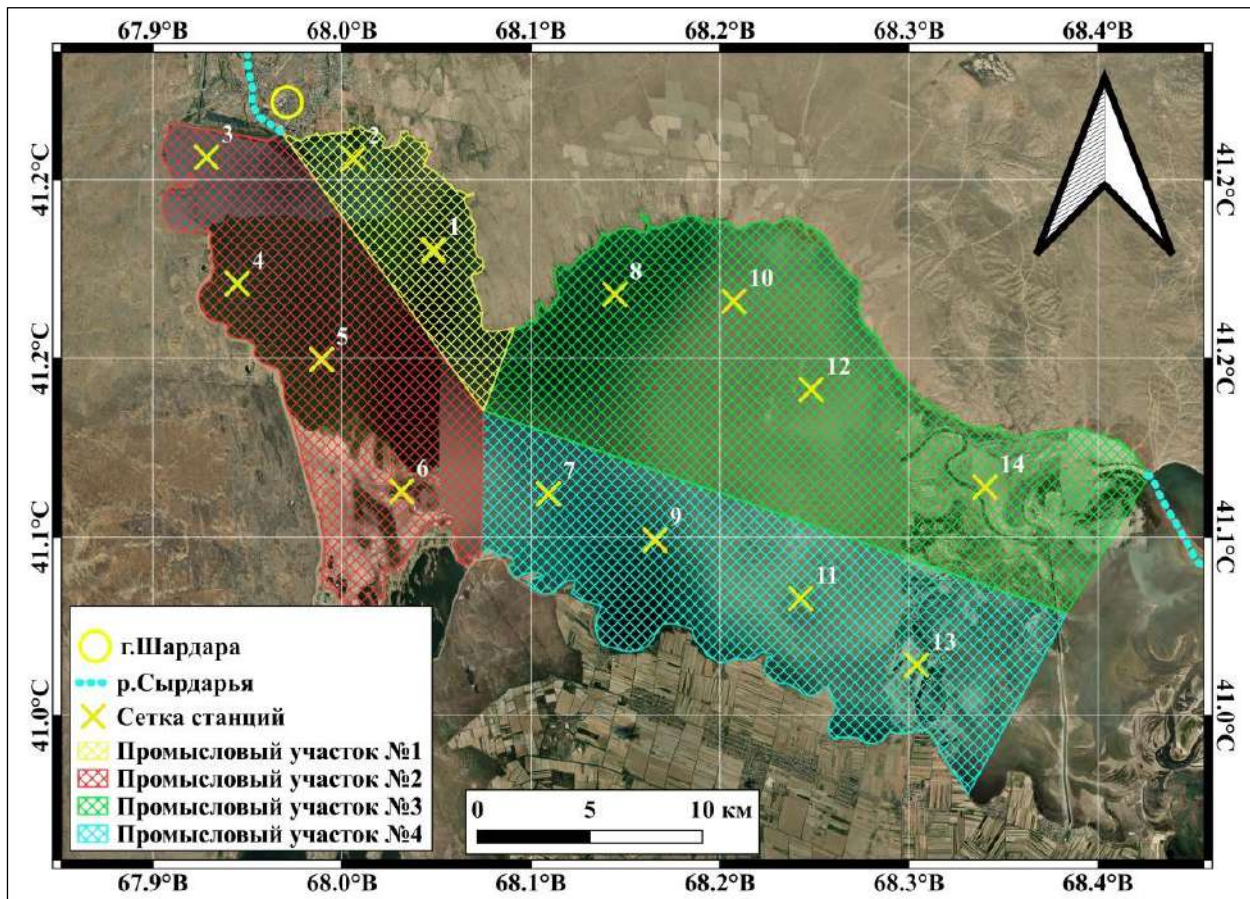 67.9°В 68.0°В 68.1°В 68.2°В 68.3°В 68.4°В
3 2
41.2°С 41.2°С
1
4 8 10
5
41.2°С 12 41.2°С
6 7 14
9
41.1°С 41.1°С
11
13
г.Шардара
р.Сырдарья
41.0°С Сетка станций 41.0°С
Промысловый участок №1
Промысловый участок №2
Промысловый участок №3
Промысловый участок №4
0 5 10 км
67.9°В 68.0°В 68.1°В 68.2°В 68.3°В 68.4°В